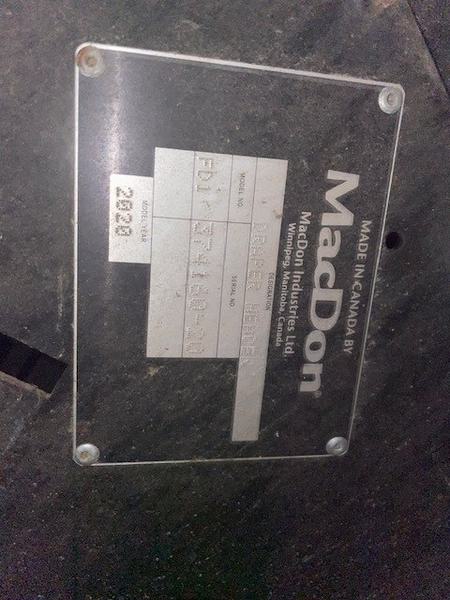 MADE IN CANADA BY
MacDon®
MacDon Industries Ltd.
Winnipeg, Manitoba, Canada
DESIGNATION
DRAPER HEADER
MODEL NO. SERIAL NO.
MODEL YEAR
2020